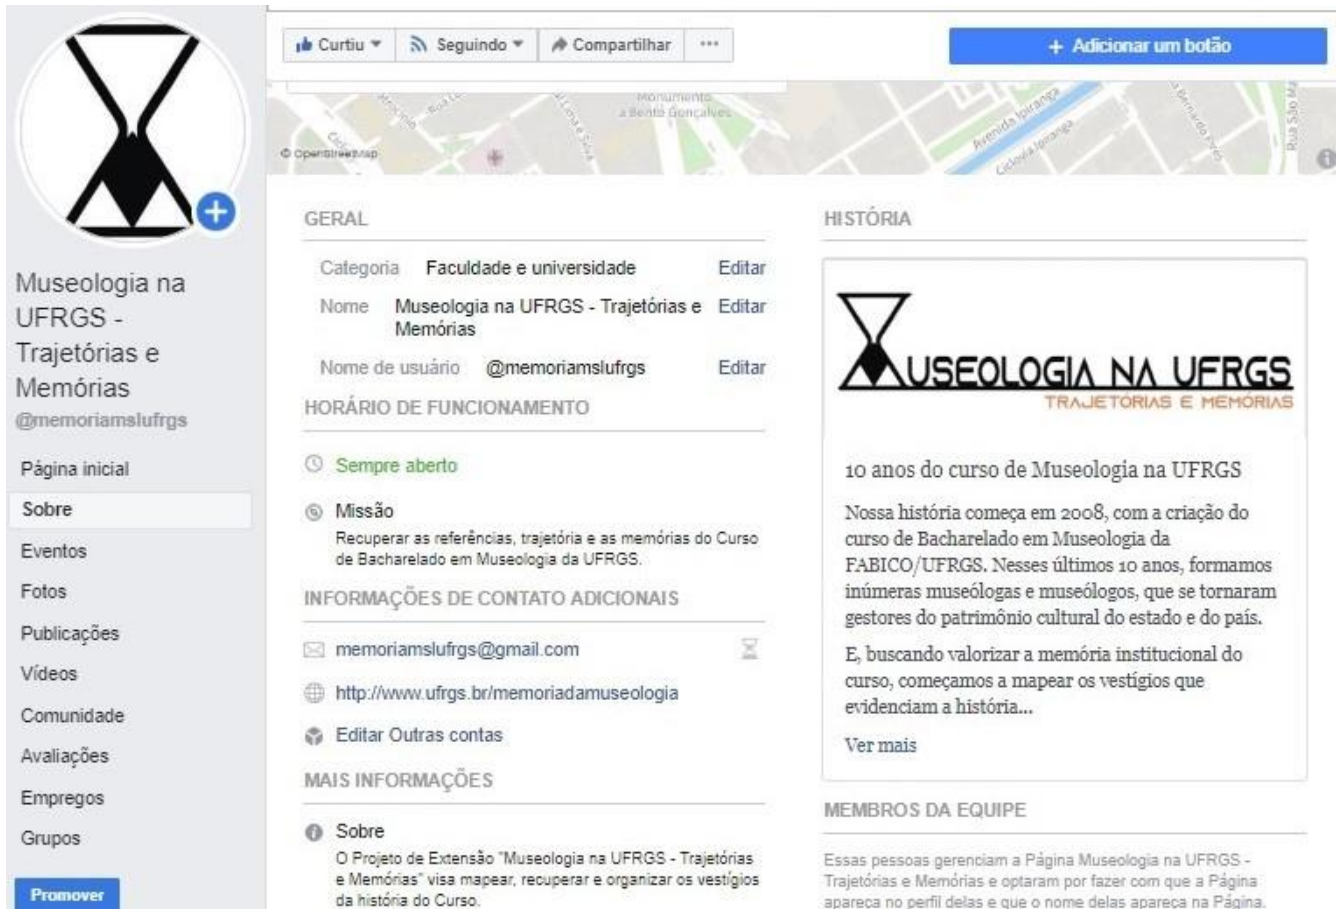 Museologia na
UFRGS -
Trajetórias e
Memórias
@memoriamslufrgs
Página inicial
Sobre
Eventos
Fotos
Publicações
Vídeos
Comunidade
Avaliações
Empregos
Grupos
Promover
Curtiu
Seguindo
Compartilhar
...
+ Adicionar um botão
Monumento
a Bento Gonçalves
Avenida Ipiranga
Ciclovia Ipiranga
© OpenStreetMap
GERAL
Categoria Faculdade e universidade Editar
Nome Museologia na UFRGS - Trajetórias e Editar
Memórias
Nome de usuário @memoriamslufrgs Editar
HORÁRIO DE FUNCIONAMENTO
Sempre aberto
Missão
Recuperar as referências, trajetória e as memórias do Curso
de Bacharelado em Museologia da UFRGS.
INFORMAÇÕES DE CONTATO ADICIONAIS
memoriamslufrgs@gmail.com
http://www.ufrgs.br/memoriadamuseologia
Editar Outras contas
MAIS INFORMAÇÕES
Sobre
O Projeto de Extensão "Museologia na UFRGS - Trajetórias
e Memórias" visa mapear, recuperar e organizar os vestígios
da história do Curso.
HISTÓRIA
MUSEOLOGIA NA UFRGS
TRAJETÓRIAS E MEMÓRIAS
10 anos do curso de Museologia na UFRGS
Nossa história começa em 2008, com a criação do
curso de Bacharelado em Museologia da
FABICO/UFRGS. Nesses últimos 10 anos, formamos
inúmeras museólogas e museólogos, que se tornaram
gestores do patrimônio cultural do estado e do país.
E, buscando valorizar a memória institucional do
curso, começamos a mapear os vestígios que
evidenciam a história...
Ver mais
MEMBROS DA EQUIPE
Essas pessoas gerenciam a Página Museologia na UFRGS -
Trajetórias e Memórias e optaram por fazer com que a Página
apareça no perfil delas e que o nome delas apareça na Página.